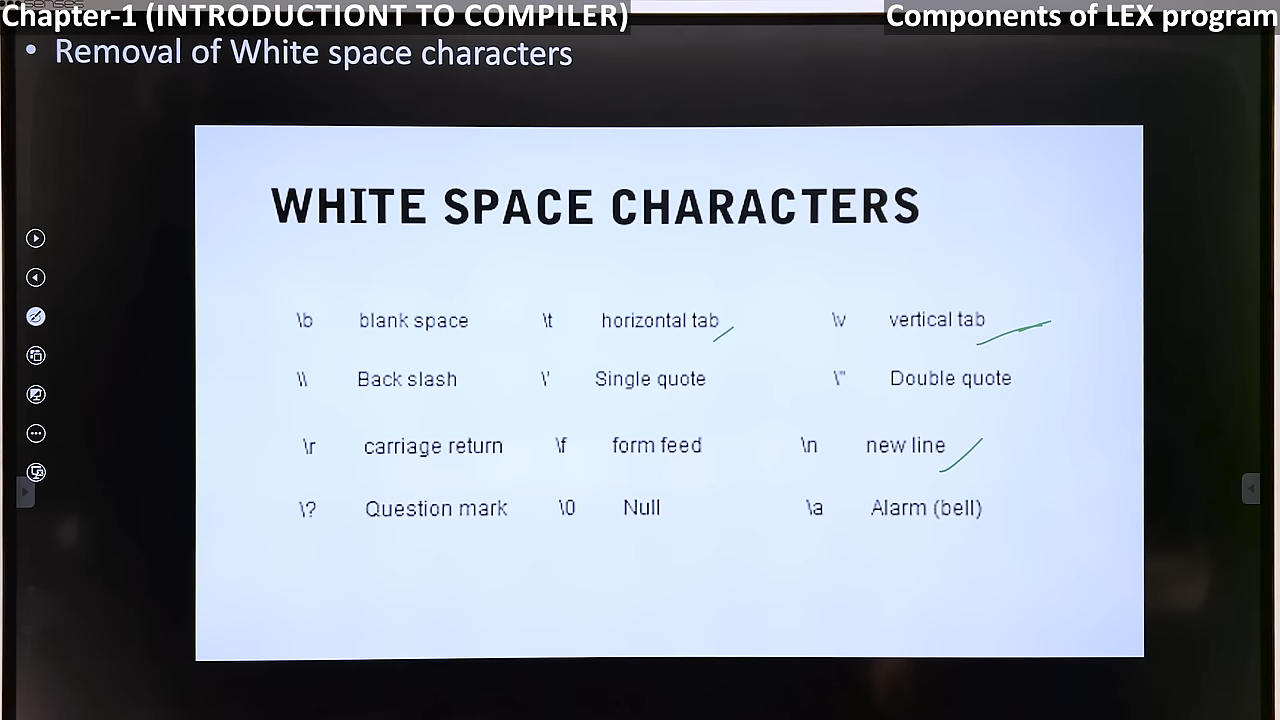 Chapter-1 (INTRODUCTIONT TO COMPILER)
Components of LEX program
• Removal of White space characters
WHITE SPACE CHARACTERS
\b blank space \t horizontal tab \v vertical tab
\\ Back slash \' Single quote \" Double quote
\r carriage return \f form feed \n new line
\? Question mark \0 Null \a Alarm (bell)